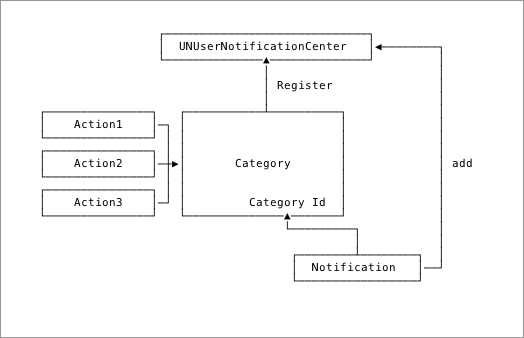 UNUserNotificationCenter
Register
Action1
Action2
Category
add
Action3
Category Id
Notification